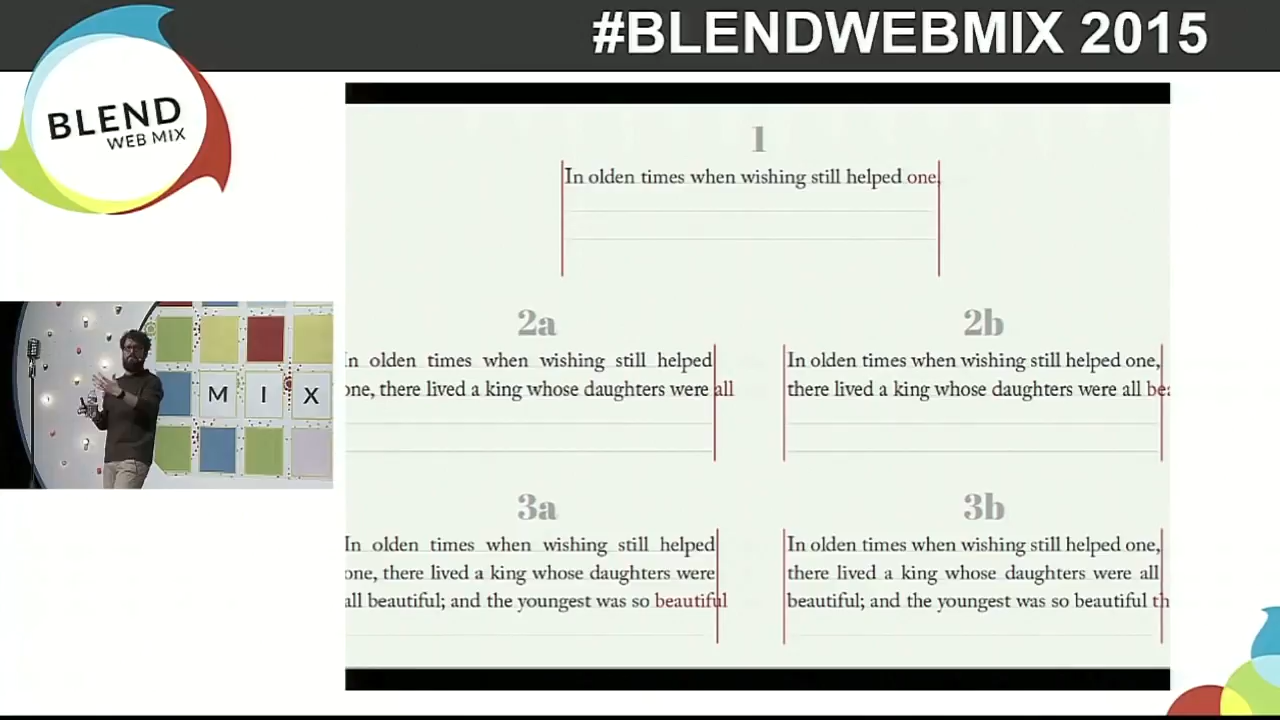 #BLENDWEBMIX 2015
BLEND
WEB MIX
1
In olden times when wishing still helped one,
2a
In olden times when wishing still helped
one, there lived a king whose daughters were all
2b
In olden times when wishing still helped one,
there lived a king whose daughters were all bea
3a
In olden times when wishing still helped
one, there lived a king whose daughters were
all beautiful; and the youngest was so beautiful
3b
In olden times when wishing still helped one,
there lived a king whose daughters were all
beautiful; and the youngest was so beautiful th
M I X